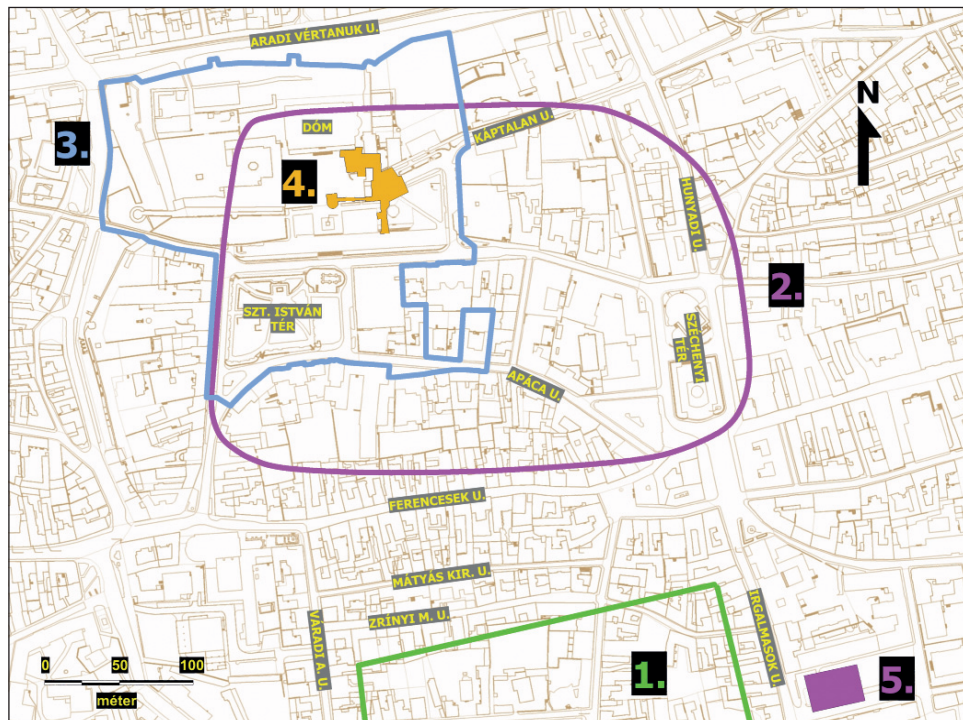 ARADI VÉRTANUK U.
N
3.
DÓM
KÁPTALAN U.
4.
HUNYADI U.
2.
SZT. ISTVÁN
TÉR
SZÉCHENYI
TÉR
APÁCA U.
FERENCESEK U.
MÁTYÁS KIR. U.
ZRÍNYI M. U.
VÁRADI A. U.
IRGALMASOK U.
1.
5.
0 50 100
méter